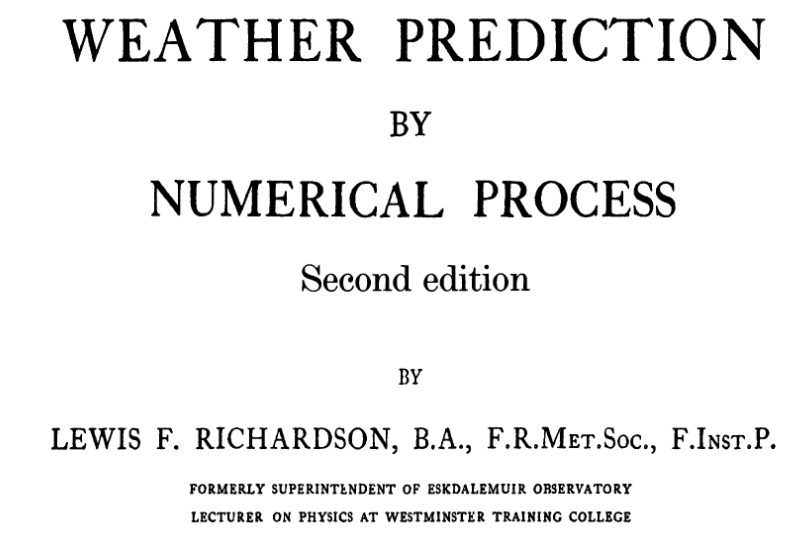 WEATHER PREDICTION
BY
NUMERICAL PROCESS
Second edition
BY
LEWIS F. RICHARDSON, B.A., F.R.MET.SOC., F.INST.P.
FORMERLY SUPERINTENDENT OF ESKDALEMUIR OBSERVATORY
LECTURER ON PHYSICS AT WESTMINSTER TRAINING COLLEGE